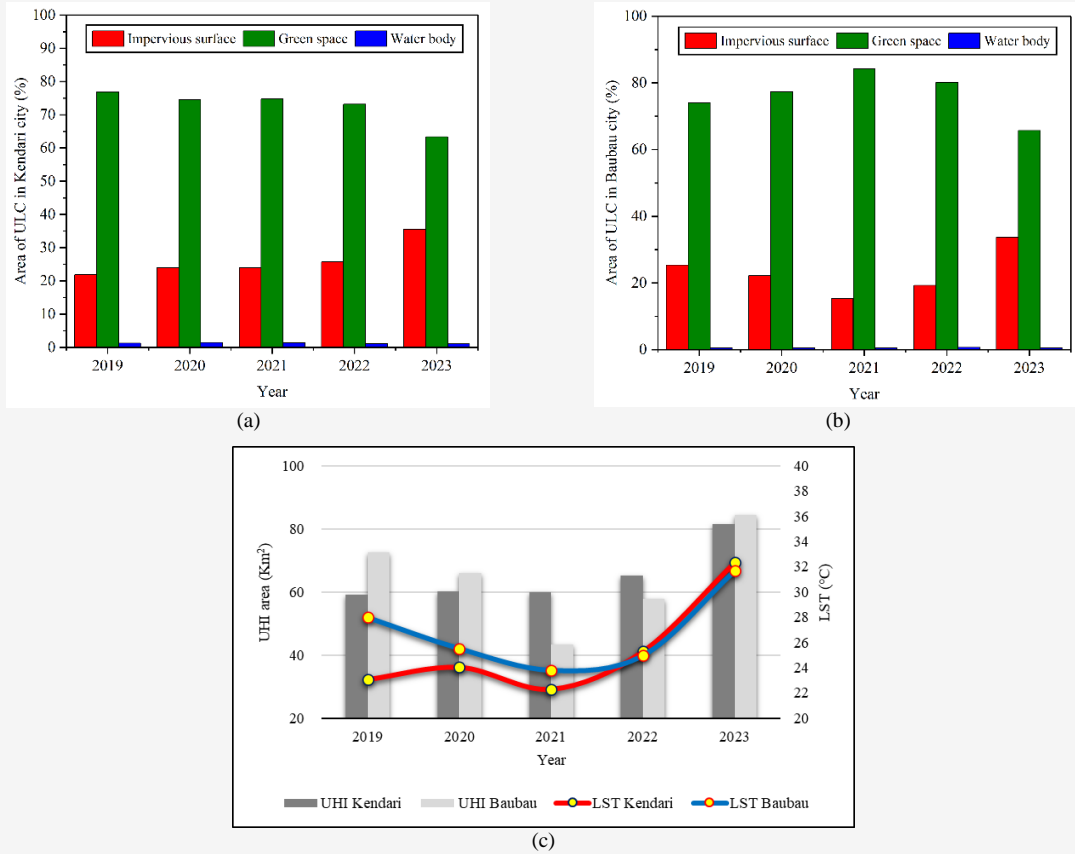 Area of ULC in Kendari city (%)
100
90
80
70
60
50
40
30
20
10
0
Impervious surface Green space Water body
2019 2020 2021 2022 2023
Year
(a)
Area of ULC in Baubau city (%)
100
80
60
40
20
0
Impervious surface Green space Water body
2019 2020 2021 2022 2023
Year
(b)
UHI area (Km²)
100
80
60
40
20
LST (°C)
40
38
36
34
32
30
28
26
24
22
20
2019 2020 2021 2022 2023
Year
UHI Kendari UHI Baubau LST Kendari LST Baubau
(c)